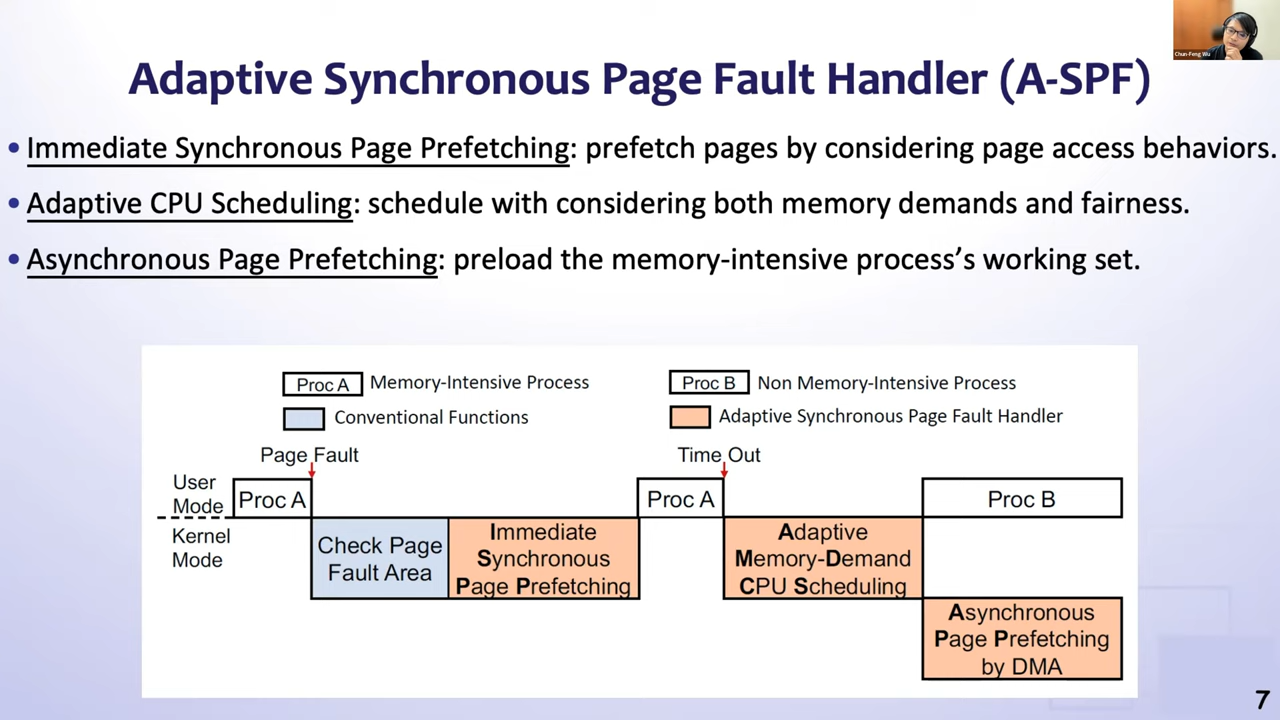 Chun-Feng Wu
Adaptive Synchronous Page Fault Handler (A-SPF)
• Immediate Synchronous Page Prefetching: prefetch pages by considering page access behaviors.
• Adaptive CPU Scheduling: schedule with considering both memory demands and fairness.
• Asynchronous Page Prefetching: preload the memory-intensive process’s working set.
Proc A Memory-Intensive Process
Proc B Non Memory-Intensive Process
Conventional Functions
Adaptive Synchronous Page Fault Handler
Page Fault
Time Out
User
Mode
Proc A
Proc A
Proc B
Kernel
Mode
Check Page
Fault Area
Immediate
Synchronous
Page Prefetching
Adaptive
Memory-Demand
CPU Scheduling
Asynchronous
Page Prefetching
by DMA
7